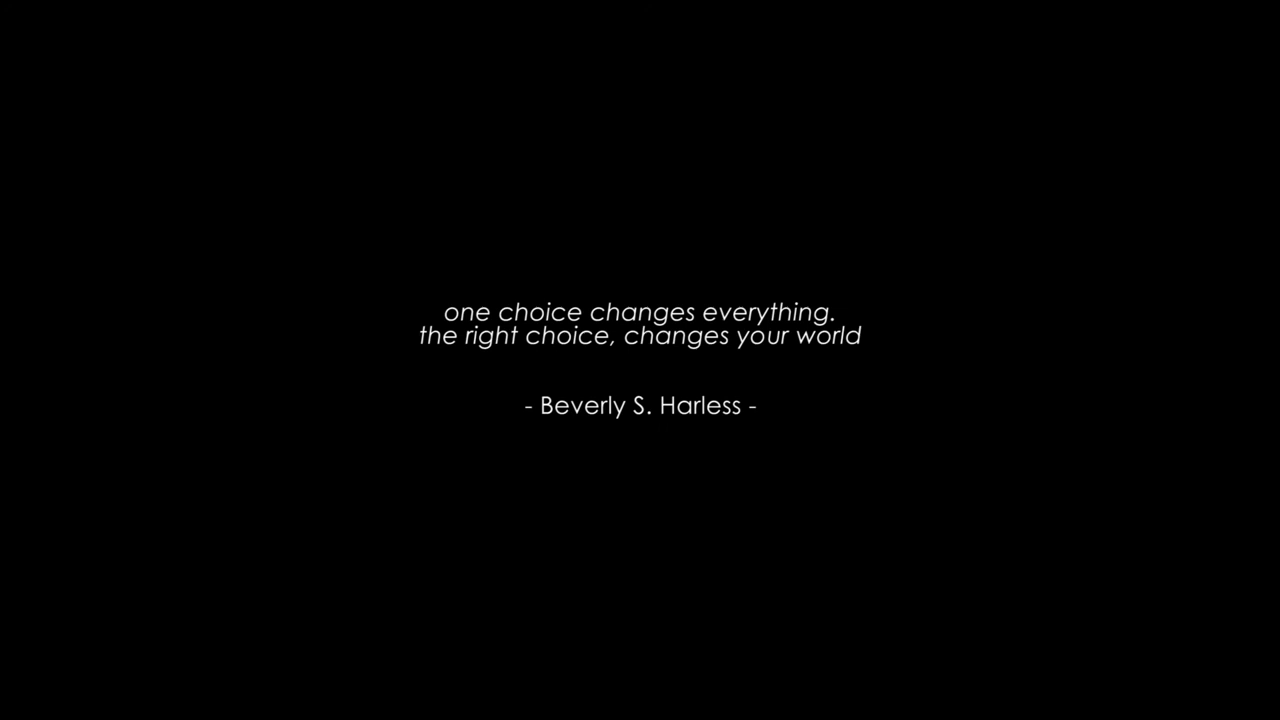 one choice changes everything.
the right choice, changes your world
- Beverly S. Harless -